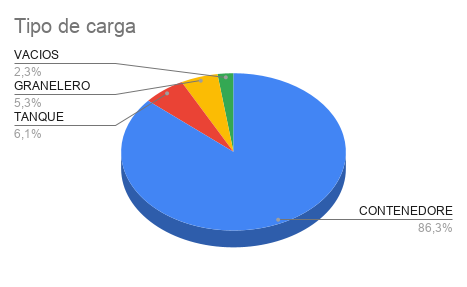 Tipo de carga
VACIOS
2,3%
GRANELERO
5,3%
TANQUE
6,1%
CONTENEDORE
86,3%